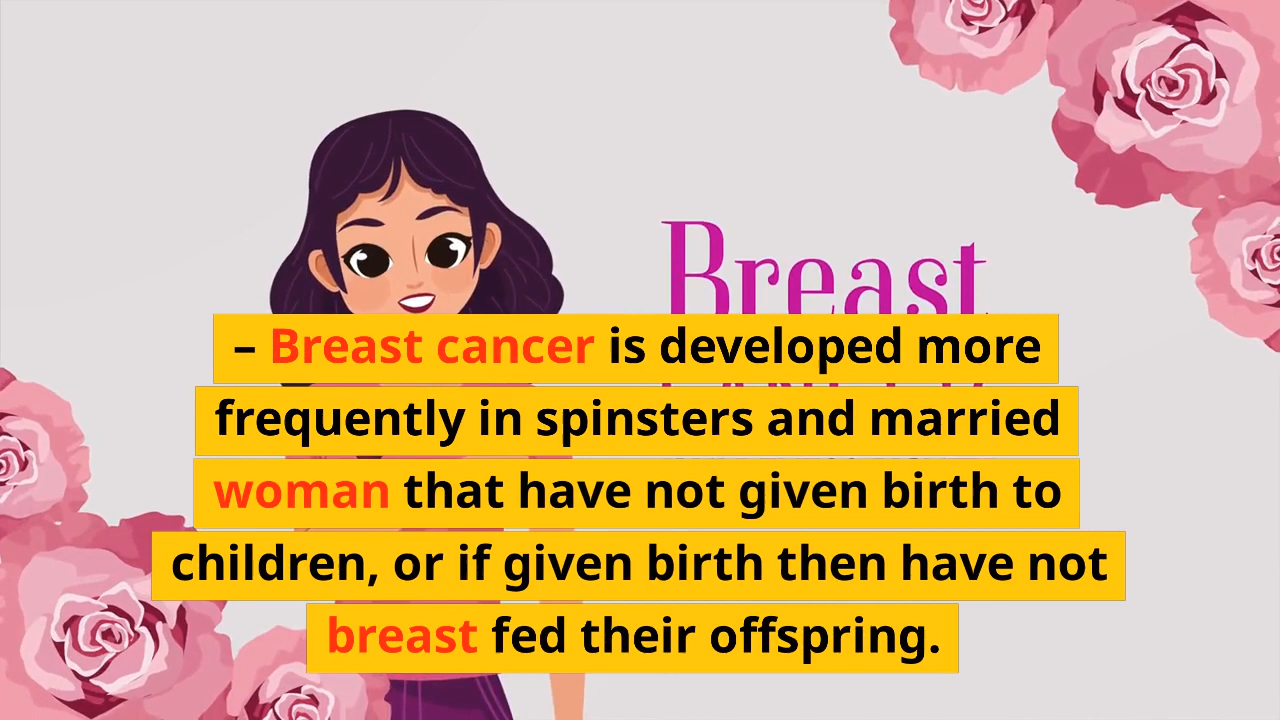 Breast
– Breast cancer is developed more
frequently in spinsters and married
woman that have not given birth to
children, or if given birth then have not
breast fed their offspring.